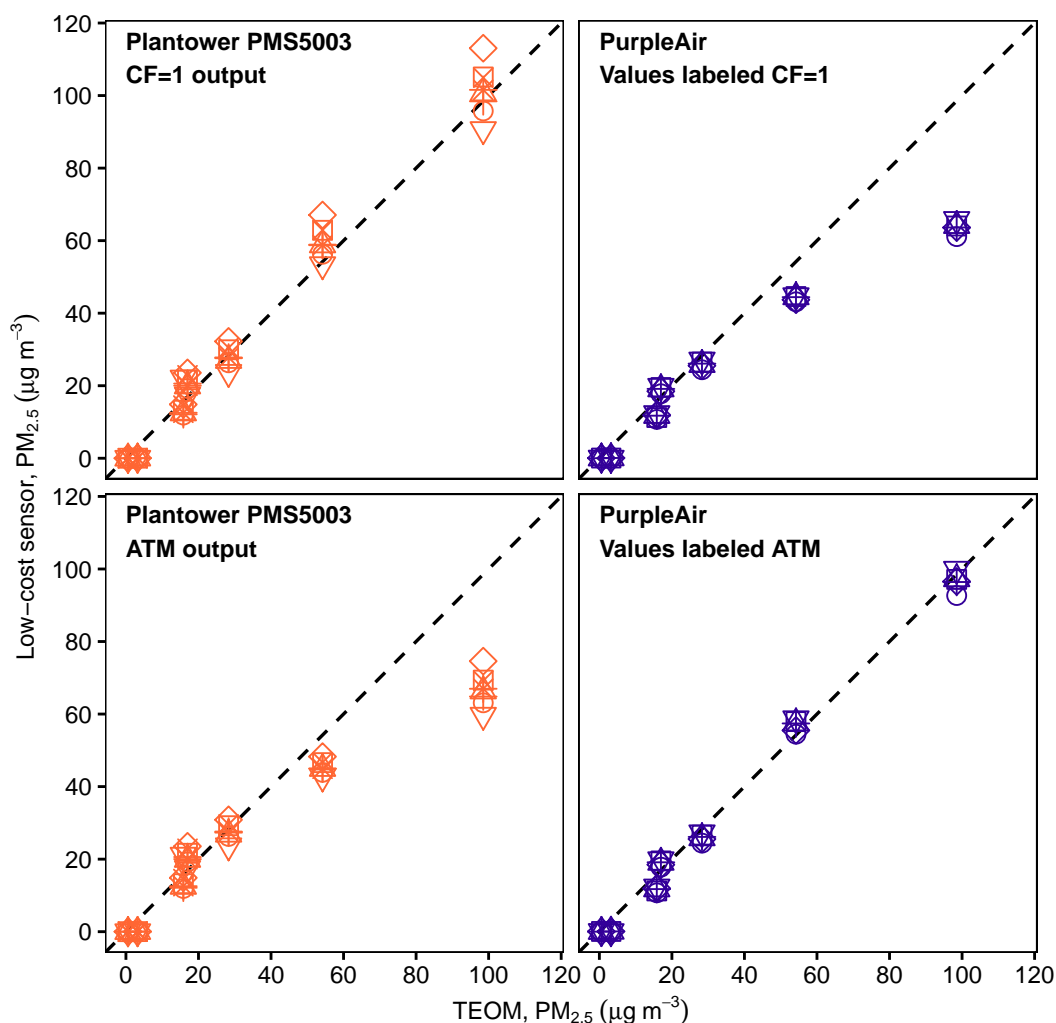 Plantower PMS5003
CF=1 output
PurpleAir
Values labeled CF=1
Plantower PMS5003
ATM output
PurpleAir
Values labeled ATM
120
100
80
60
40
20
0
120
100
80
60
40
20
0
Low−cost sensor, PM2.5 (μg m−3)
0 20 40 60 80 100 120
0 20 40 60 80 100 120
TEOM, PM2.5 (μg m−3)